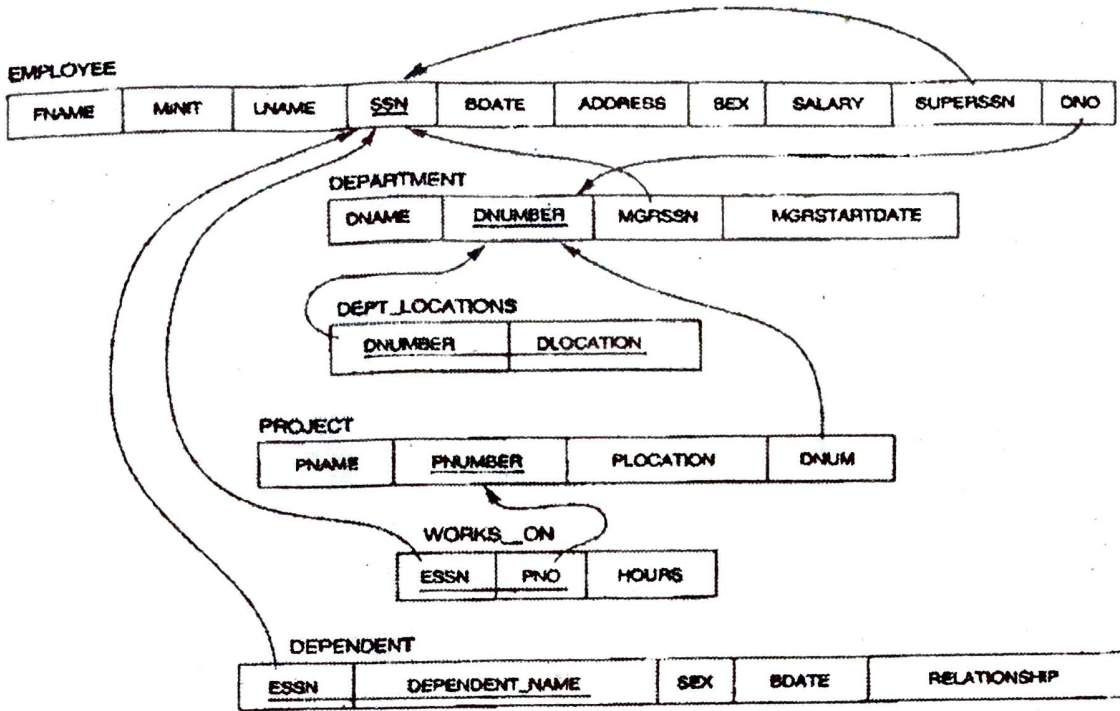 EMPLOYEE
FNAME MINIT LNAME SSN BDATE ADDRESS SEX SALARY SUPERSSN DNO
DEPARTMENT
DNAME DNUMBER MGRSSN MGRSTARTDATE
DEPT_LOCATIONS
DNUMBER DLOCATION
PROJECT
PNAME PNUMBER PLOCATION DNUM
WORKS_ON
ESSN PNO HOURS
DEPENDENT
ESSN DEPENDENT_NAME SEX BDATE RELATIONSHIP